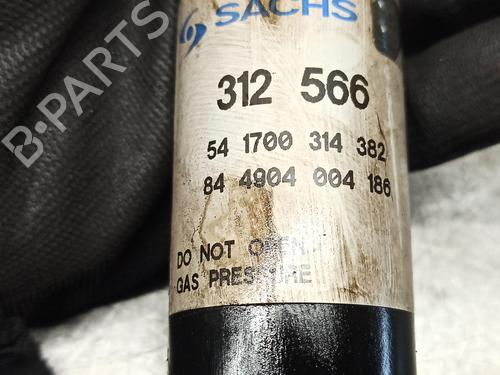 SACHS
312 566
54 1700 314 382
84 4904 004 186
DO NOT OPEN
GAS PRESSURE
B-PARTS